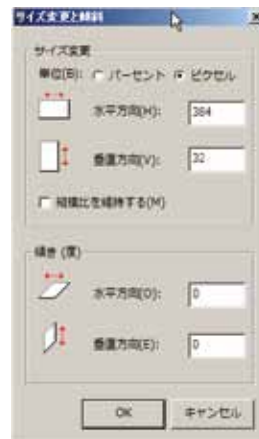 サイズ変更と傾斜
サイズ変更
単位(B): パーセント ピクセル
水平方向(H): 384
垂直方向(V): 32
縦横比を維持する(M)
傾き (度)
水平方向(O): 0
垂直方向(E): 0
OK キャンセル